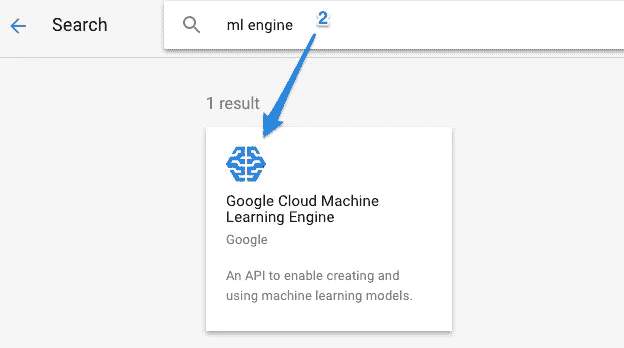 Search
ml engine
2
1 result
Google Cloud Machine
Learning Engine
Google
An API to enable creating and
using machine learning models.